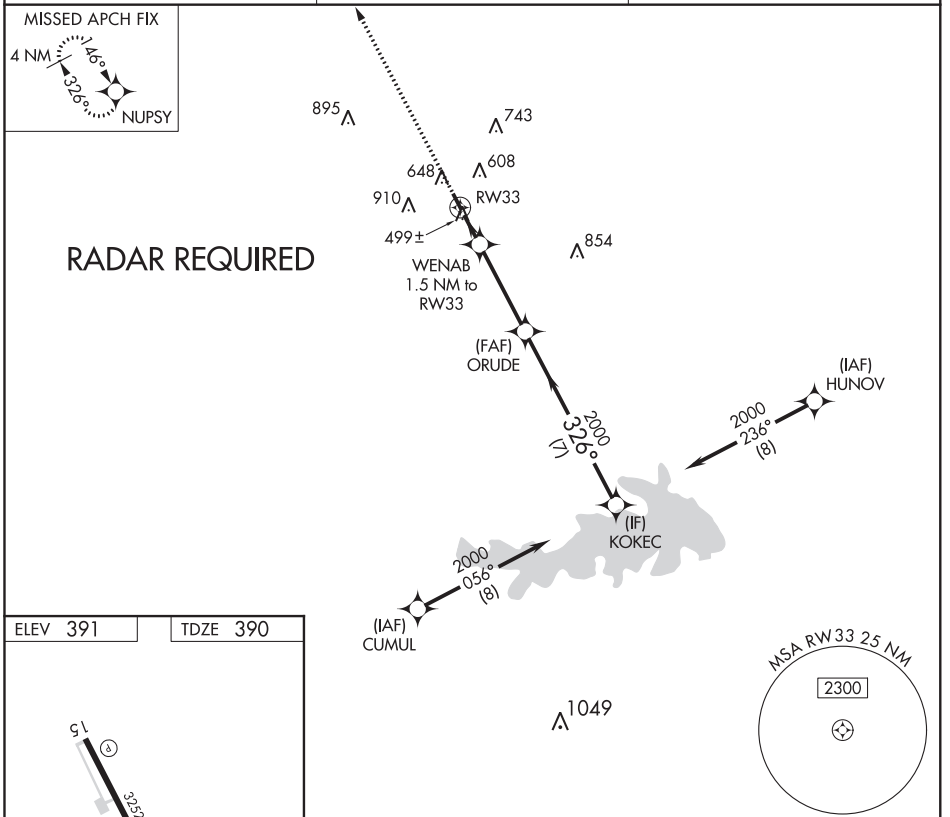 MISSED APCH FIX
4 NM
146°
326°
NUPSY
895
743
648
608
910
RW33
499±
854
RADAR REQUIRED
WENAB
1.5 NM to
RW33
(FAF)
ORUDE
(IAF)
HUNOV
2000
236°
(8)
2000
326°
(7)
(IF)
KOKEC
2000
056°
(8)
(IAF)
CUMUL
ELEV 391
TDZE 390
MSA RW33 25 NM
2300
1049
15
P